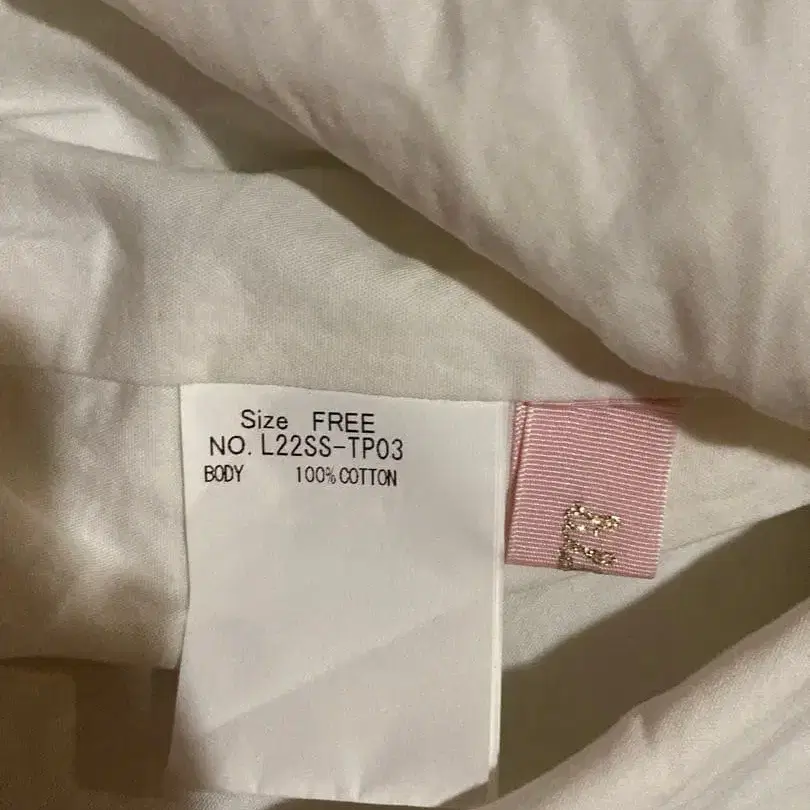 Size FREE
NO. L22SS-TP03
BODY 100% COTTON